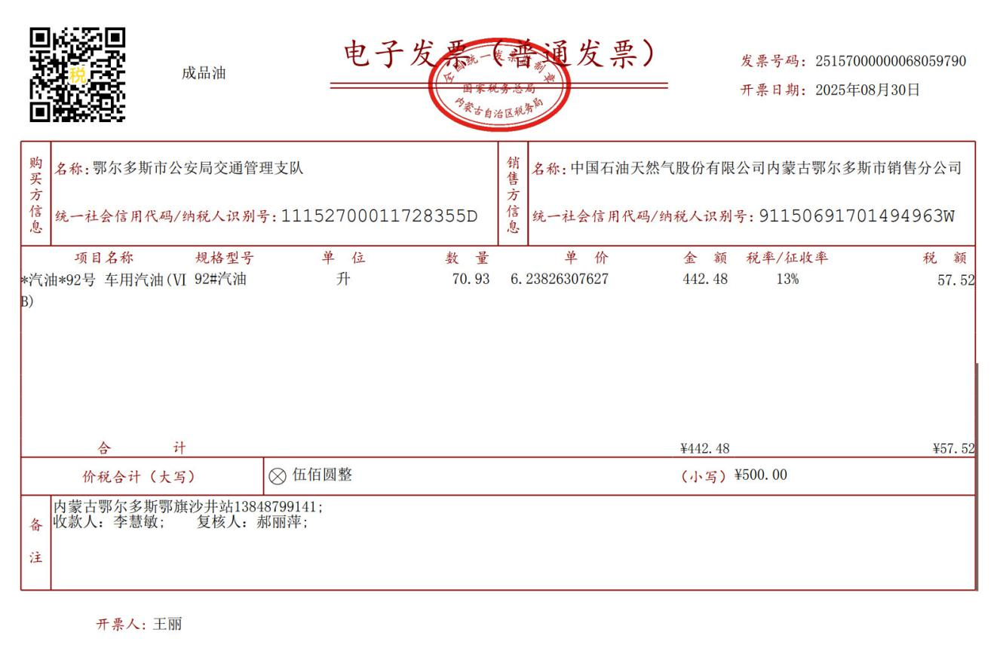 电子发票（普通发票）
全国统一发票监制章
国家税务总局
内蒙古自治区税务局
税
成品油
发票号码：25157000000068059790
开票日期：2025年08月30日
购买方信息
名称：鄂尔多斯市公安局交通管理支队
统一社会信用代码/纳税人识别号：11152700011728355D
销售方信息
名称：中国石油天然气股份有限公司内蒙古鄂尔多斯市销售分公司
统一社会信用代码/纳税人识别号：91150691701494963W
项目名称 规格型号 单 位 数 量 单 价 金 额 税率/征收率 税 额
*汽油*92号 车用汽油(VI 92#汽油 升 70.93 6.23826307627 442.48 13% 57.52
B)
合 计 ¥442.48 ¥57.52
价税合计（大写） 伍佰圆整 （小写）¥500.00
备注
内蒙古鄂尔多斯鄂旗沙井站13848799141;
收款人：李慧敏; 复核人：郝丽萍;
开票人：王丽